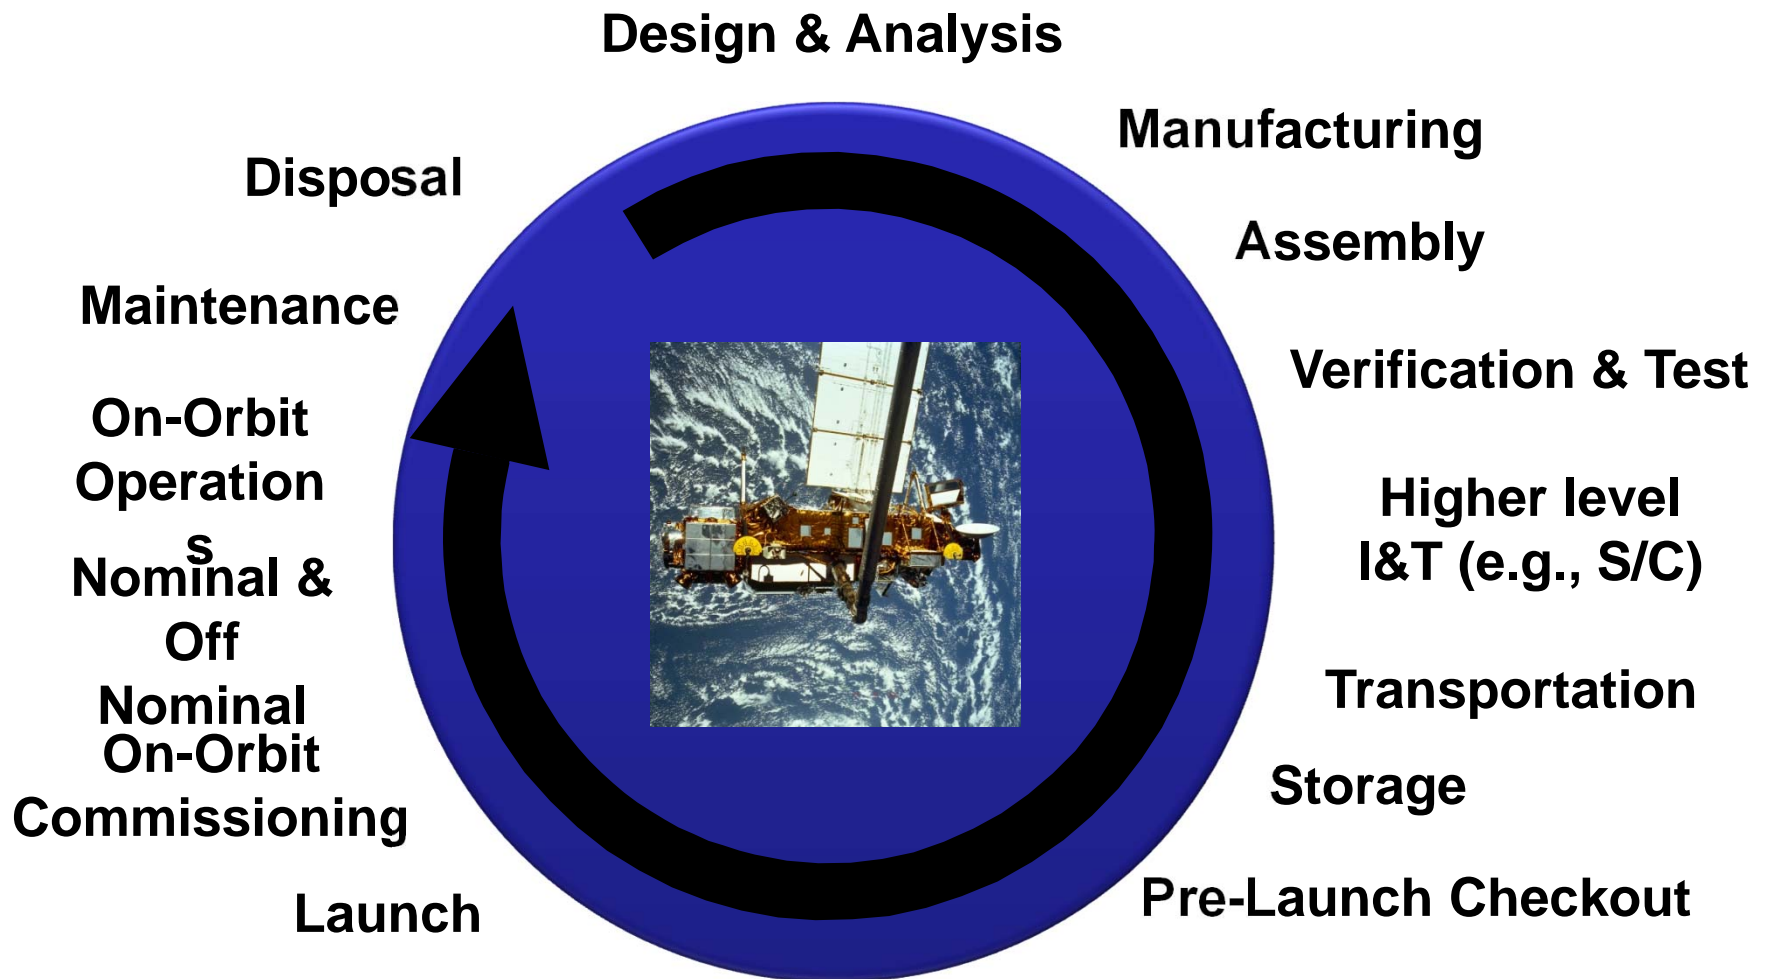 Design & Analysis
Manufacturing
Assembly
Verification & Test
Higher level
I&T (e.g., S/C)
Transportation
Storage
Pre-Launch Checkout
Launch
On-Orbit
Commissioning
Nominal &
Off
Nominal
On-Orbit
Operation
s
Maintenance
Disposal